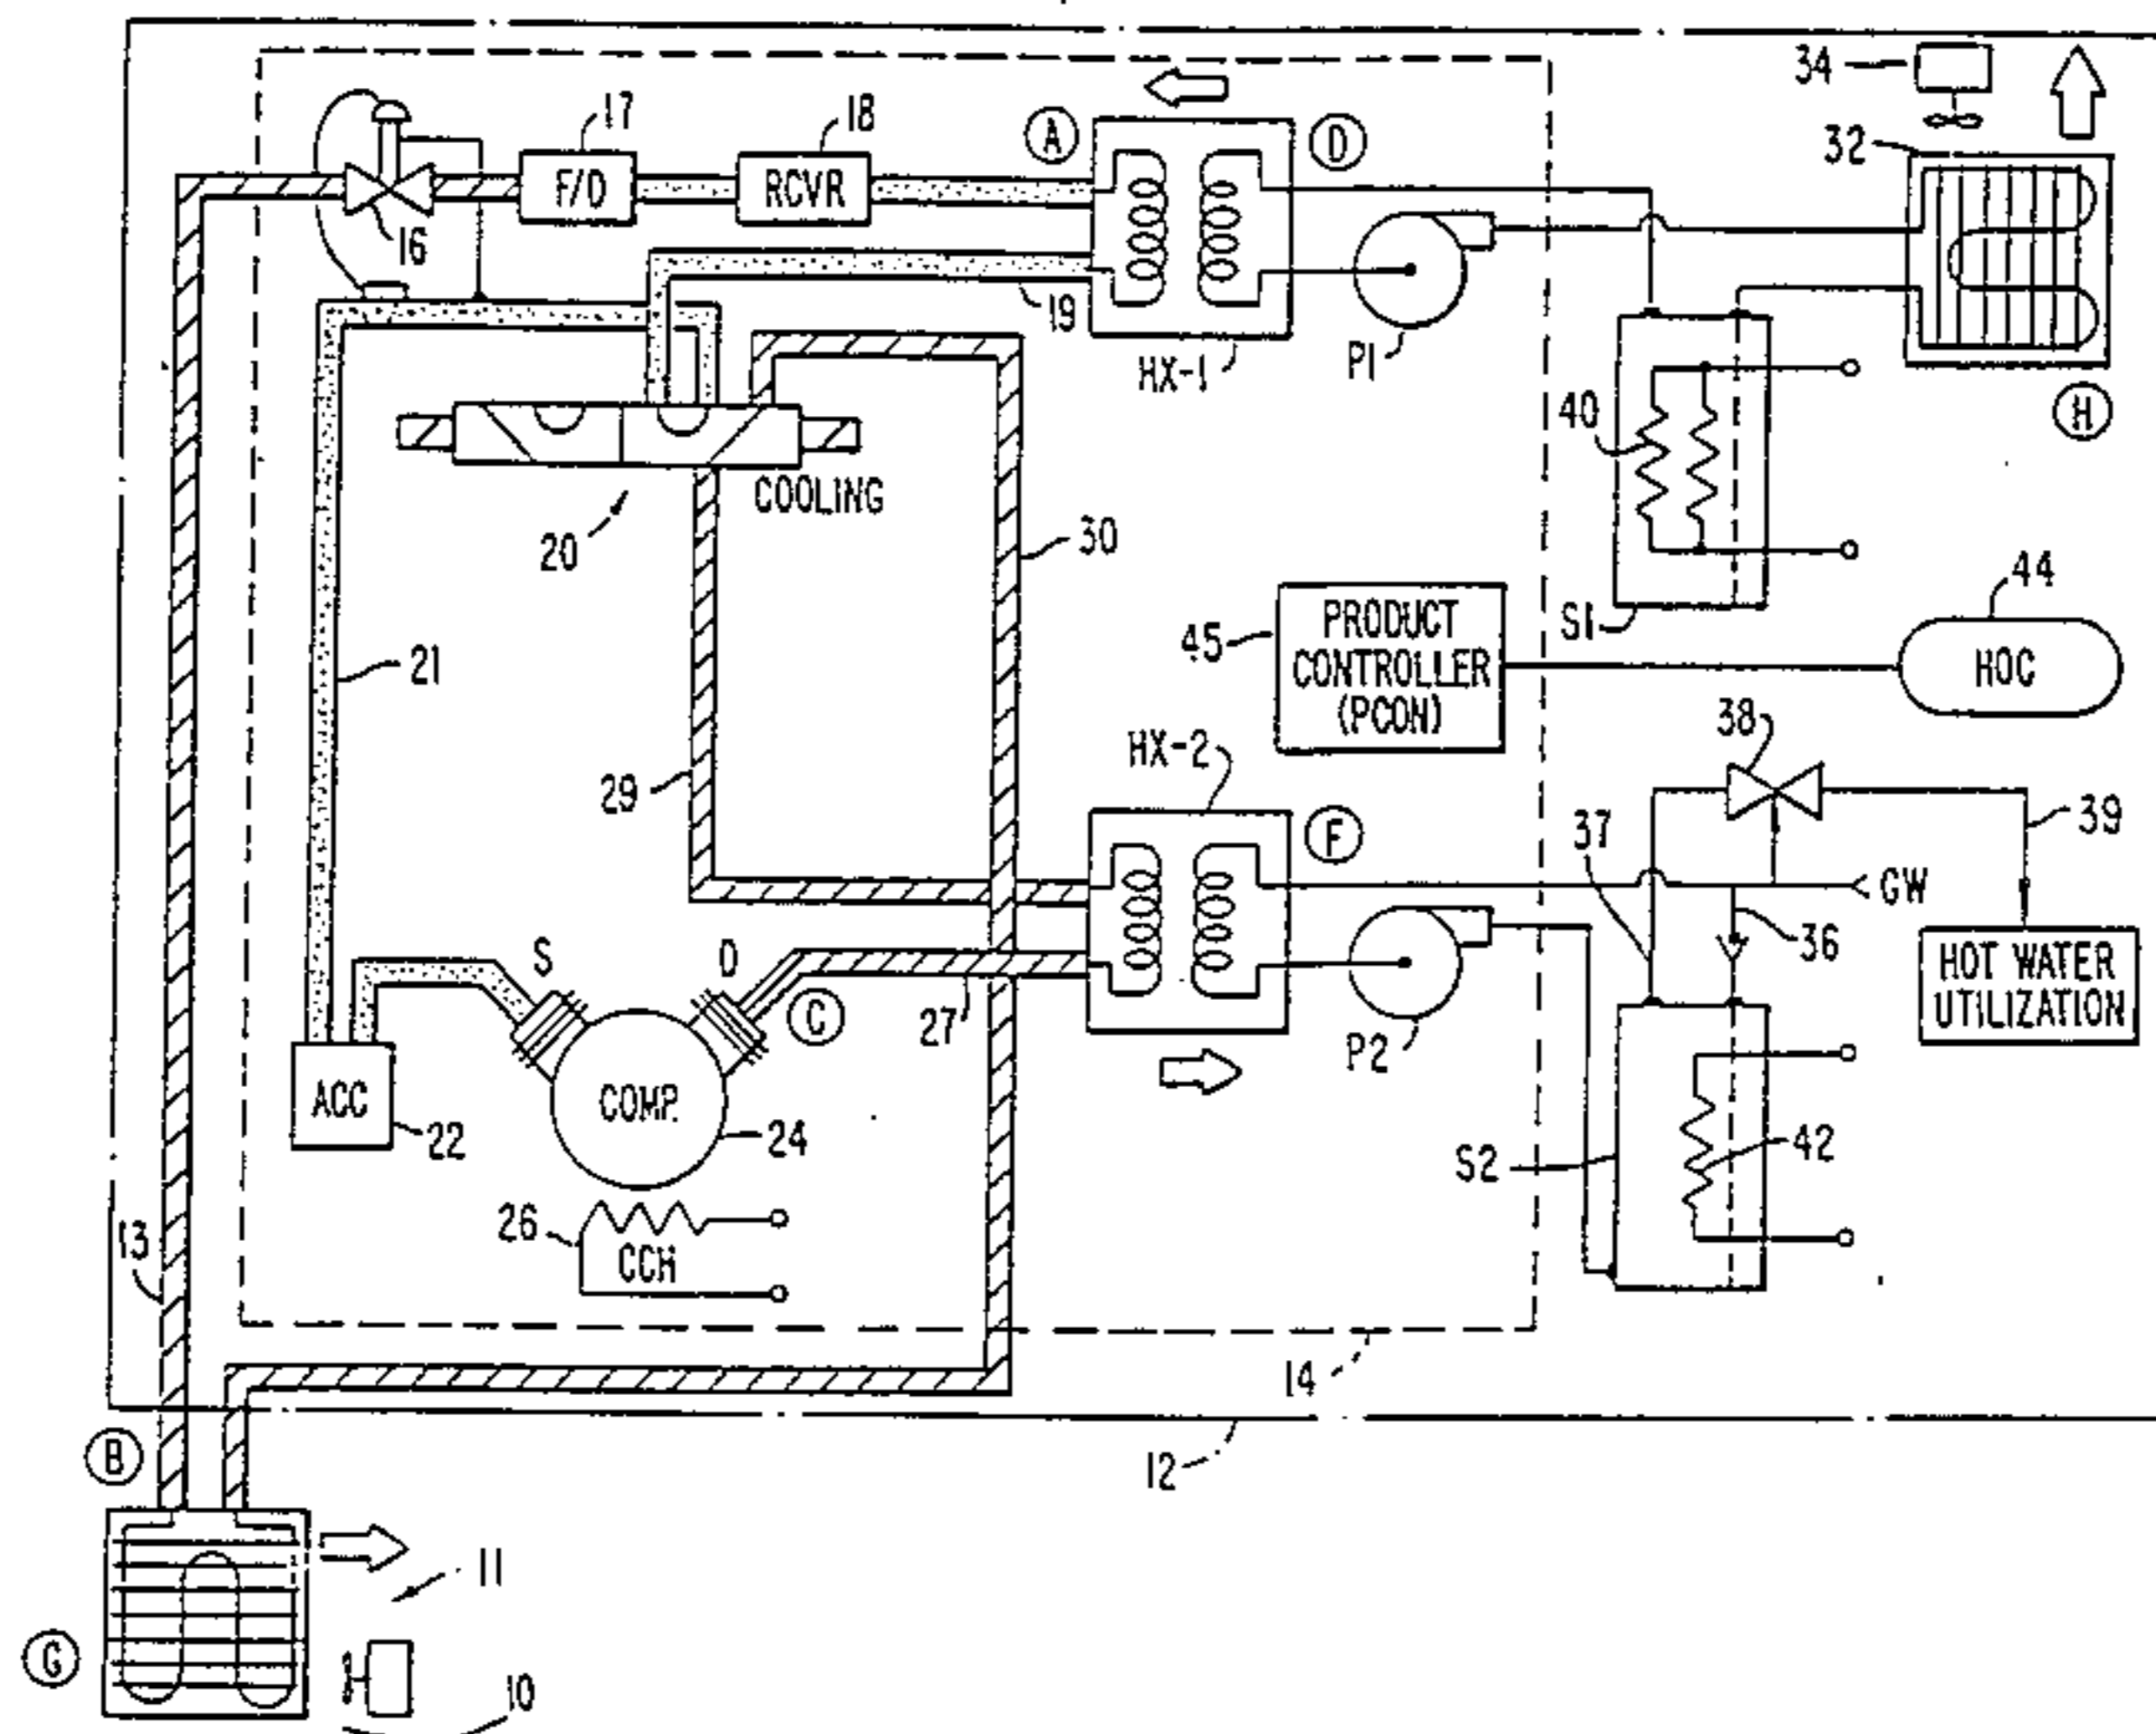 34
17
18
A
D
32
F/D
RCVR
16
19
HX-1
P1
H
40
COOLING
20
30
44
S1
45
PRODUCT
CONTROLLER
(PCON)
HOC
21
38
HX-2
29
37
39
F
GW
36
S
D
C
27
P2
HOT WATER
UTILIZATION
ACC
22
COMP.
24
S2
42
26
CCH
13
14
12
B
11
G
10